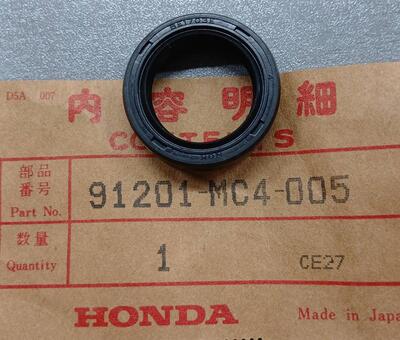 D5A 007
内容明細
CONTENTS
部品
番号
Part No.
91201-MC4-005
数量
Quantity
1
CE27
HONDA
Made in Japa